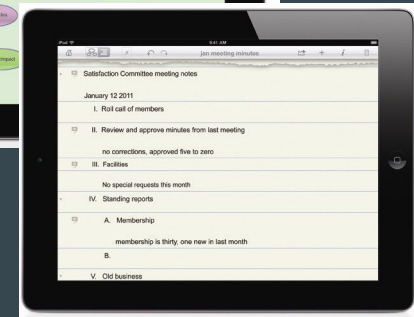 Impact
iPad
9:41 AM
jan meeting minutes
Satisfaction Committee meeting notes
January 12 2011
I. Roll call of members
II. Review and approve minutes from last meeting
no corrections, approved five to zero
III. Facilities
No special requests this month
IV. Standing reports
A. Membership
membership is thirty, one new in last month
B.
V. Old business